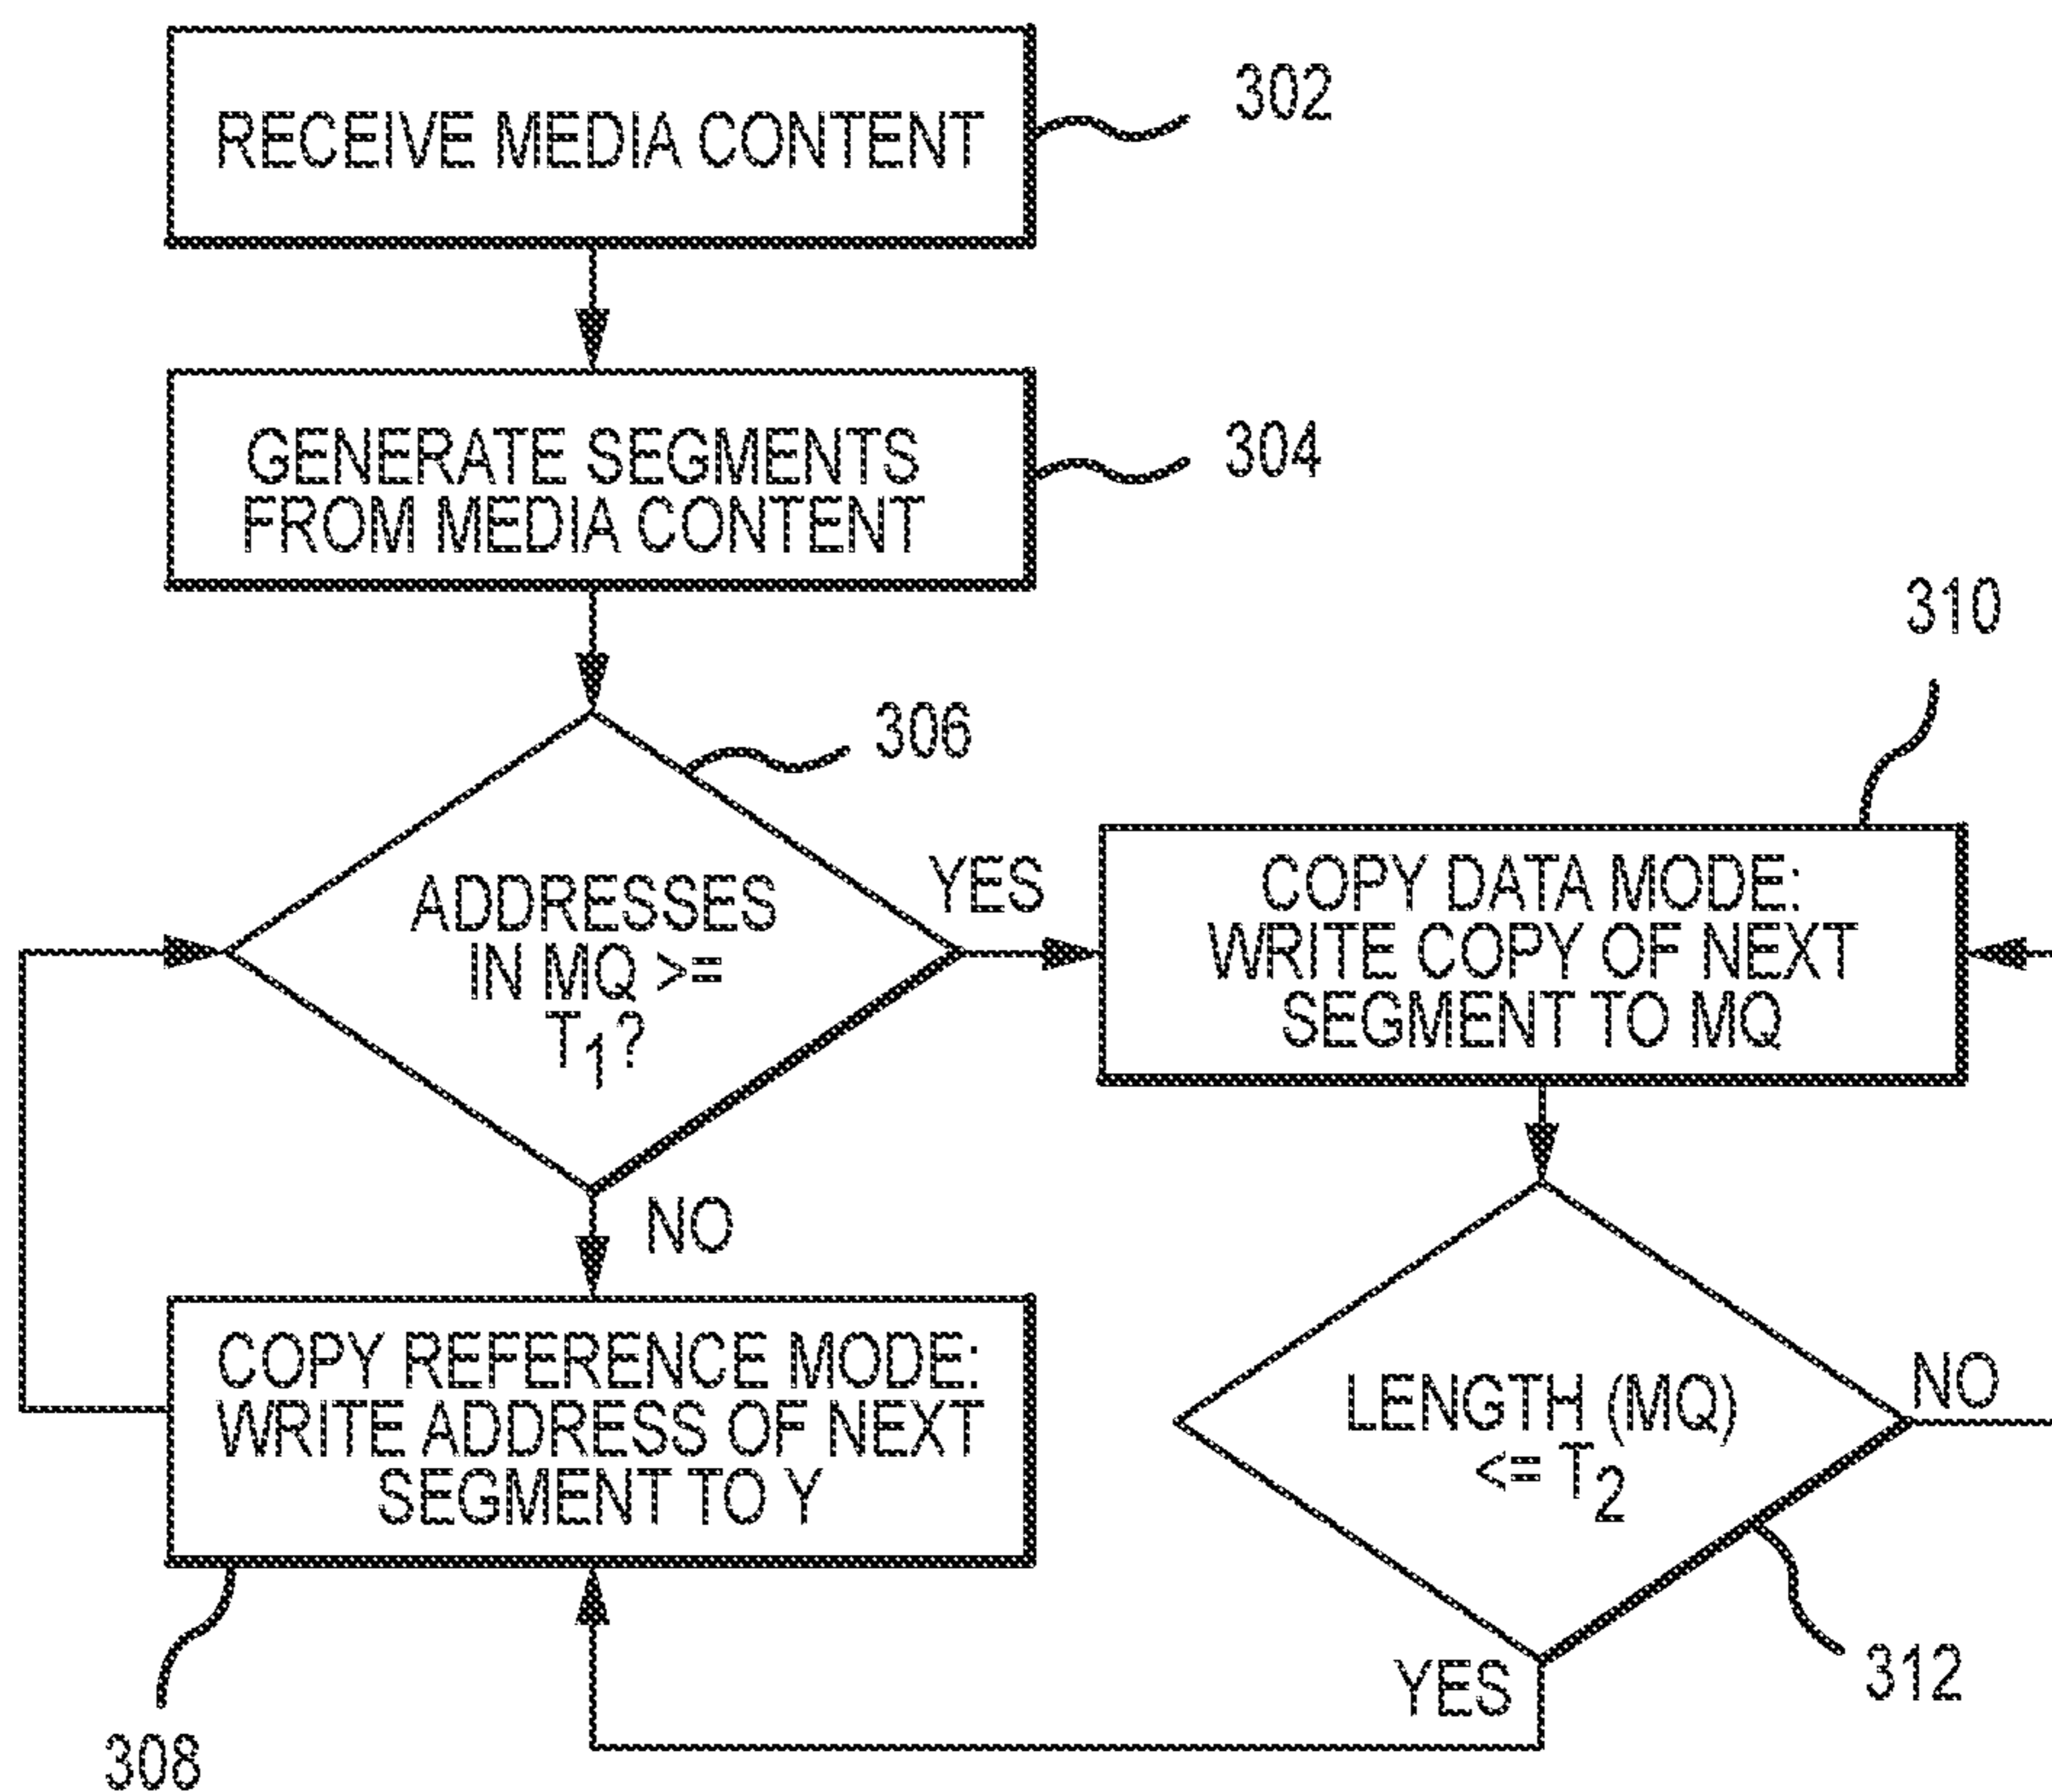 RECEIVE MEDIA CONTENT
302
GENERATE SEGMENTS
FROM MEDIA CONTENT
304
306
ADDRESSES
IN MQ >=
T1?
YES
NO
310
COPY DATA MODE:
WRITE COPY OF NEXT
SEGMENT TO MQ
COPY REFERENCE MODE:
WRITE ADDRESS OF NEXT
SEGMENT TO Y
308
LENGTH (MQ)
<= T2
NO
YES
312